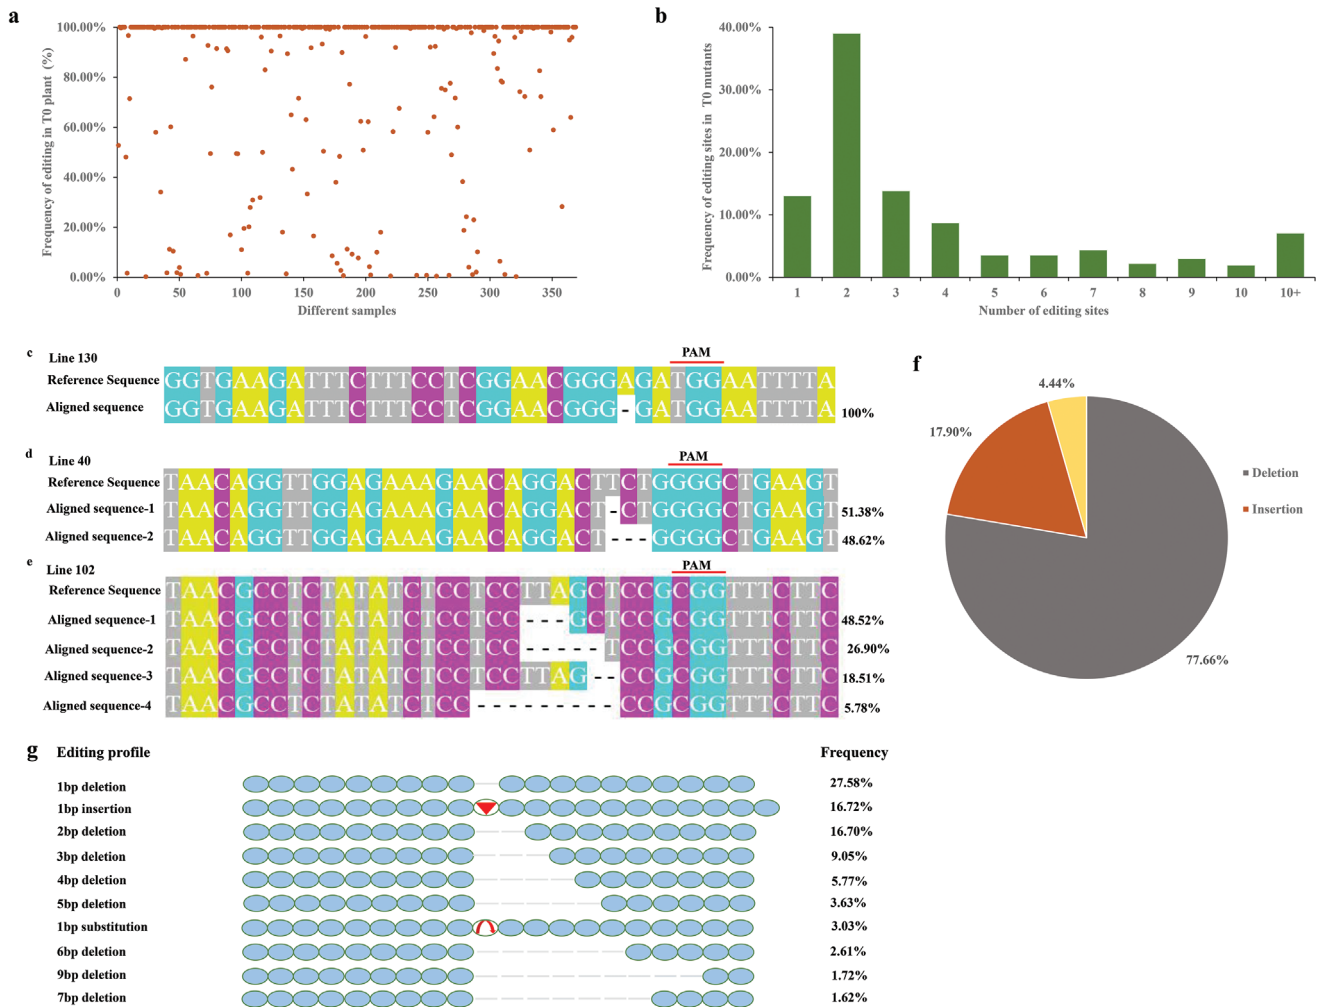 a
100.00%
80.00%
60.00%
40.00%
20.00%
0.00%
Frequency of editing in T0 plant (%)
0 50 100 150 200 250 300 350
Different samples
b
40.00%
30.00%
20.00%
10.00%
0.00%
Frequency of editing sites in T0 mutants
1 2 3 4 5 6 7 8 9 10 10+
Number of editing sites
c Line 130
PAM
Reference Sequence GGTGAAGATTTCTTTCCTCGGAACGGGAGATGGAATTTTA
Aligned sequence GGTGAAGATTTCTTTCCTCGGAACGGG-GATGGAATTTTA 100%
d Line 40
PAM
Reference Sequence TAACAGGTTGGAGAAAGAACAGGACTTCTGGGGCTGAAGT
Aligned sequence-1 TAACAGGTTGGAGAAAGAACAGGACT-CTGGGGCTGAAGT 51.38%
Aligned sequence-2 TAACAGGTTGGAGAAAGAACAGGACT---GGGGCTGAAGT 48.62%
e Line 102
PAM
Reference Sequence TAACGCCTCTATATCTCCTCCTTAGCTCCGCGGTTTCTTC
Aligned sequence-1 TAACGCCTCTATATCTCCTCC----GCTCCGCGGTTTCTTC 48.52%
Aligned sequence-2 TAACGCCTCTATATCTCCTCC------TCCGCGGTTTCTTC 26.90%
Aligned sequence-3 TAACGCCTCTATATCTCCTCCTTAG--CCGCGGTTTCTTC 18.51%
Aligned sequence-4 TAACGCCTCTATATCTCC----------CCGCGGTTTCTTC 5.78%
f
4.44%
17.90%
77.66%
Deletion
Insertion
g Editing profile Frequency
1bp deletion 27.58%
1bp insertion 16.72%
2bp deletion 16.70%
3bp deletion 9.05%
4bp deletion 5.77%
5bp deletion 3.63%
1bp substitution 3.03%
6bp deletion 2.61%
9bp deletion 1.72%
7bp deletion 1.62%